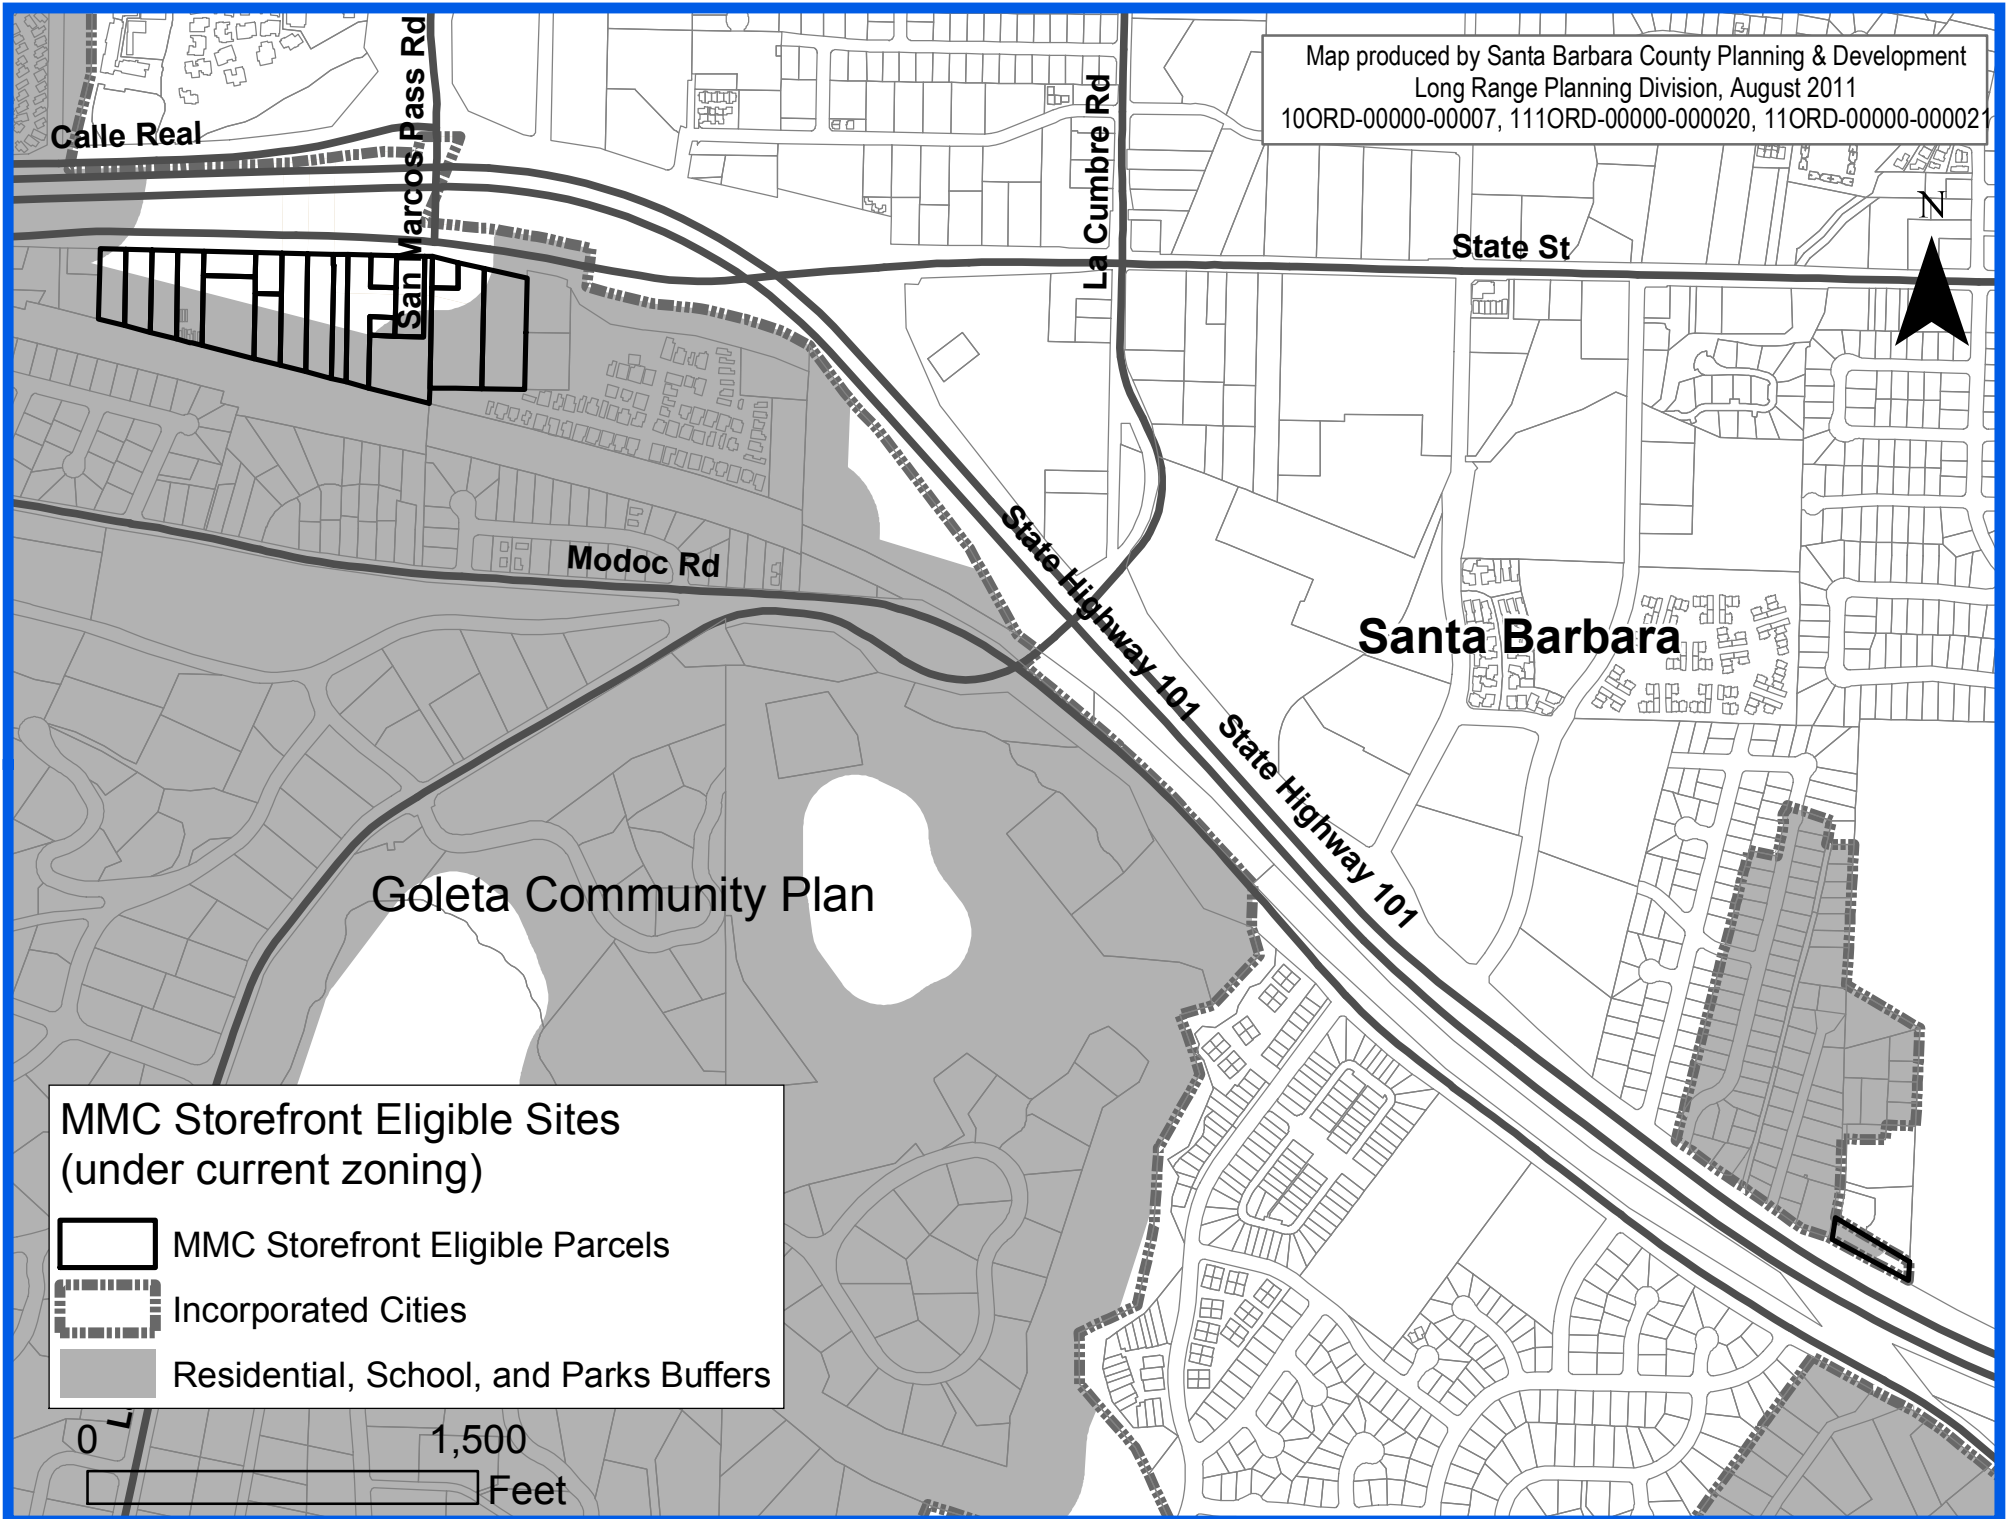 Map produced by Santa Barbara County Planning & Development
Long Range Planning Division, August 2011
10ORD-00000-00007, 111ORD-00000-000020, 11ORD-00000-000021
Calle Real
San Marcos Pass Rd
La Cumbre Rd
N
State St
Modoc Rd
State Highway 101
State Highway 101
Santa Barbara
Goleta Community Plan
MMC Storefront Eligible Sites
(under current zoning)
MMC Storefront Eligible Parcels
Incorporated Cities
Residential, School, and Parks Buffers
0
1,500
Feet